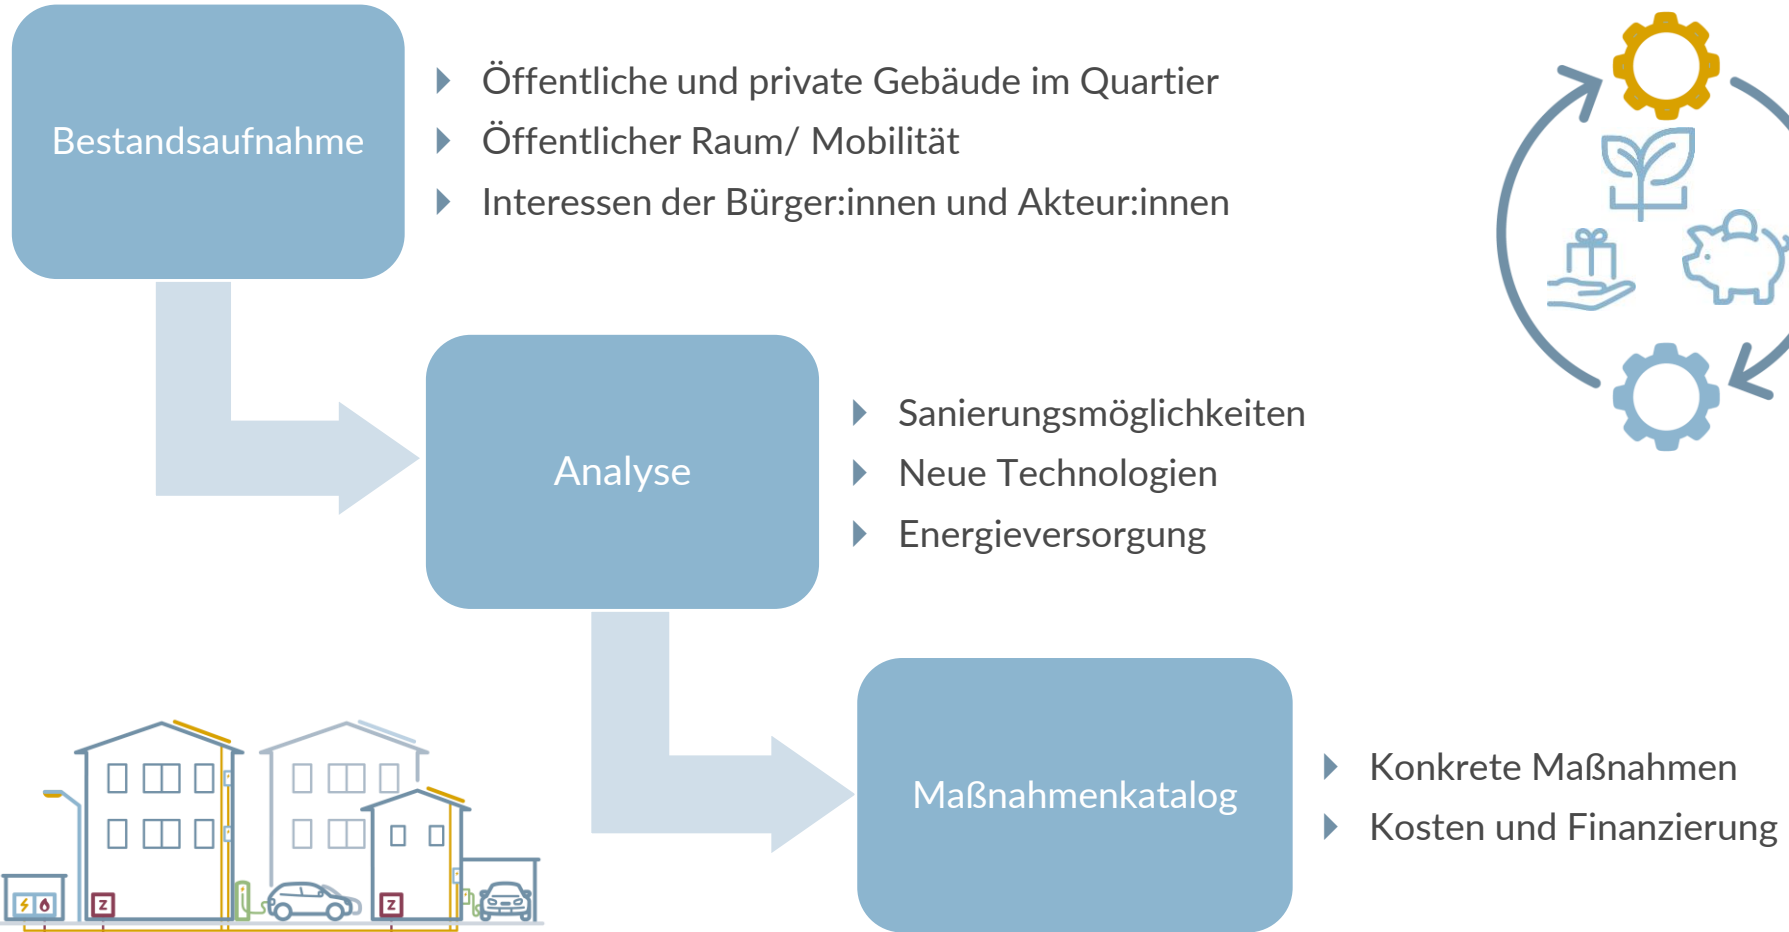 Bestandsaufnahme
Öffentliche und private Gebäude im Quartier
Öffentlicher Raum/ Mobilität
Interessen der Bürger:innen und Akteur:innen
Analyse
Sanierungsmöglichkeiten
Neue Technologien
Energieversorgung
Maßnahmenkatalog
Konkrete Maßnahmen
Kosten und Finanzierung
Z
Z